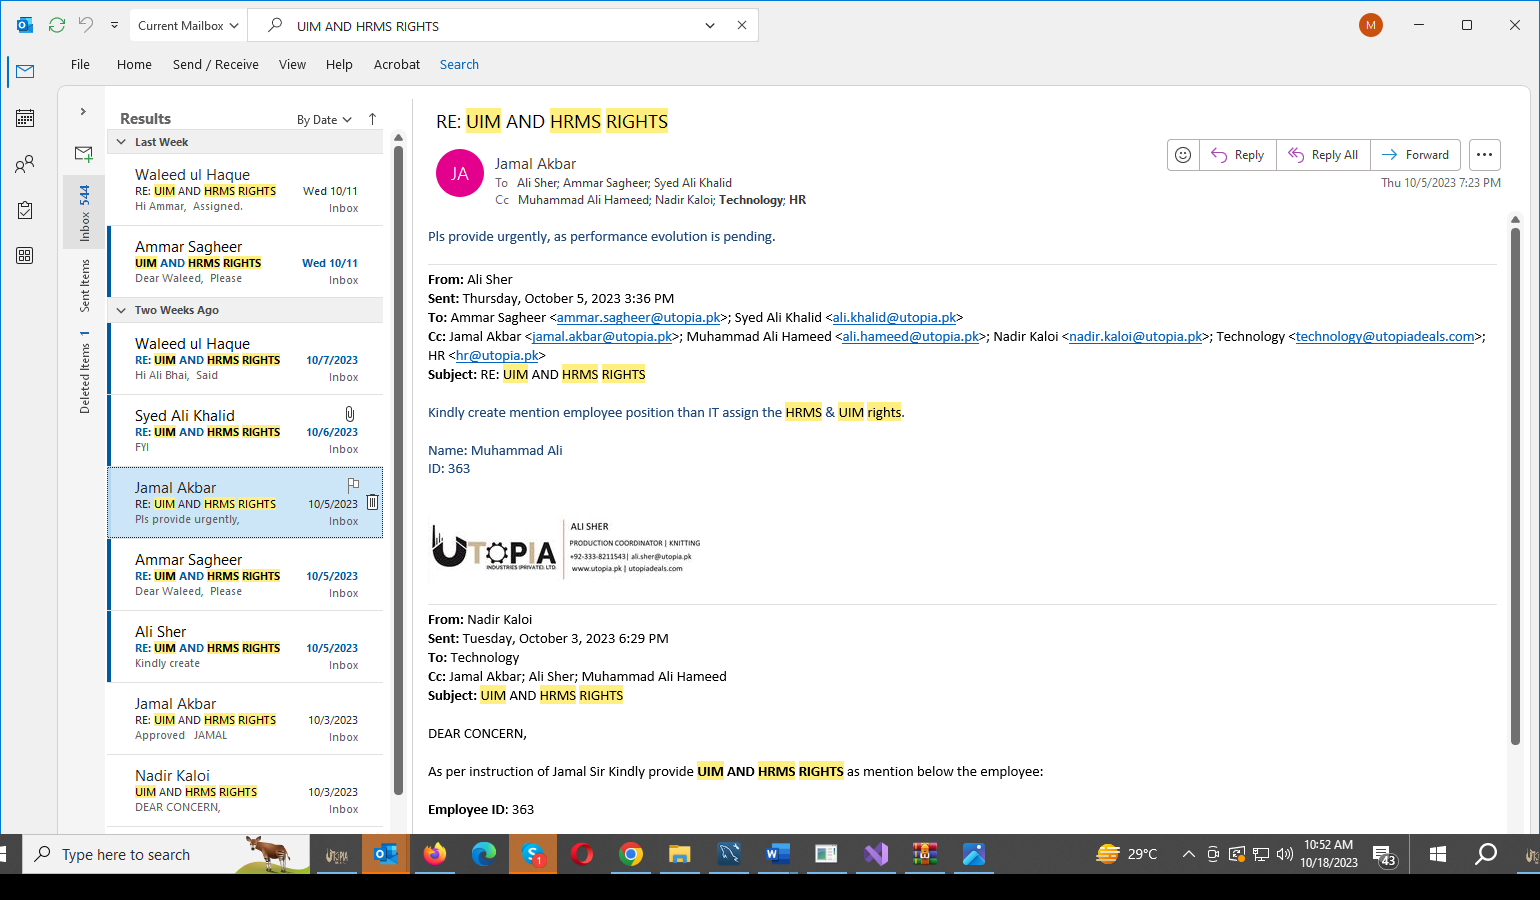 Current Mailbox
UIM AND HRMS RIGHTS
M
File Home Send / Receive View Help Acrobat Search
Results
By Date
Last Week
Waleed ul Haque
RE: UIM AND HRMS RIGHTS Wed 10/11
Hi Ammar, Assigned. Inbox
Ammar Sagheer
UIM AND HRMS RIGHTS Wed 10/11
Dear Waleed, Please Inbox
Two Weeks Ago
Waleed ul Haque
RE: UIM AND HRMS RIGHTS 10/7/2023
Hi Ali Bhai, Said Inbox
Syed Ali Khalid
RE: UIM AND HRMS RIGHTS 10/6/2023
FYI Inbox
Jamal Akbar
RE: UIM AND HRMS RIGHTS 10/5/2023
Pls provide urgently, Inbox
Ammar Sagheer
RE: UIM AND HRMS RIGHTS 10/5/2023
Dear Waleed, Please Inbox
Ali Sher
RE: UIM AND HRMS RIGHTS 10/5/2023
Kindly create Inbox
Jamal Akbar
RE: UIM AND HRMS RIGHTS 10/3/2023
Approved JAMAL Inbox
Nadir Kaloi
UIM AND HRMS RIGHTS 10/3/2023
DEAR CONCERN, Inbox
Inbox 544
Sent Items
Deleted Items 1
RE: UIM AND HRMS RIGHTS
JA
Jamal Akbar
To Ali Sher; Ammar Sagheer; Syed Ali Khalid
Cc Muhammad Ali Hameed; Nadir Kaloi; Technology; HR
Reply Reply All Forward
Thu 10/5/2023 7:23 PM
Pls provide urgently, as performance evolution is pending.
From: Ali Sher
Sent: Thursday, October 5, 2023 3:36 PM
To: Ammar Sagheer <ammar.sagheer@utopia.pk>; Syed Ali Khalid <ali.khalid@utopia.pk>
Cc: Jamal Akbar <jamal.akbar@utopia.pk>; Muhammad Ali Hameed <ali.hameed@utopia.pk>; Nadir Kaloi <nadir.kaloi@utopia.pk>; Technology <technology@utopiadeals.com>;
HR <hr@utopia.pk>
Subject: RE: UIM AND HRMS RIGHTS
Kindly create mention employee position than IT assign the HRMS & UIM rights.
Name: Muhammad Ali
ID: 363
UTOPIA
INDUSTRIES (PRIVATE) LTD.
ALI SHER
PRODUCTION COORDINATOR | KNITTING
+92-333-8211543 | ali.sher@utopia.pk
www.utopia.pk | utopiadeals.com
From: Nadir Kaloi
Sent: Tuesday, October 3, 2023 6:29 PM
To: Technology
Cc: Jamal Akbar; Ali Sher; Muhammad Ali Hameed
Subject: UIM AND HRMS RIGHTS
DEAR CONCERN,
As per instruction of Jamal Sir Kindly provide UIM AND HRMS RIGHTS as mention below the employee:
Employee ID: 363
Type here to search
UTOPIA
1
29°C
10:52 AM
10/18/2023
43